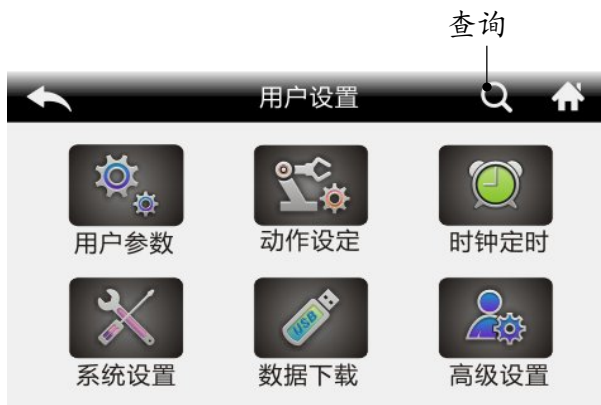 查询
用户设置
用户参数
动作设定
时钟定时
USB
系统设置
数据下载
高级设置